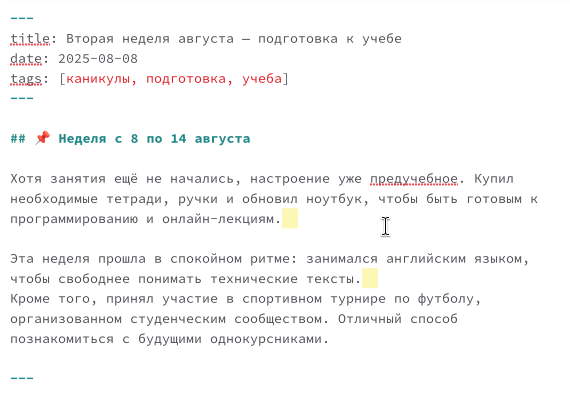 ---
title: Вторая неделя августа — подготовка к учебе
date: 2025-08-08
tags: [каникулы, подготовка, учеба]
---
## 📌 Неделя с 8 по 14 августа
Хотя занятия ещё не начались, настроение уже предучебное. Купил
необходимые тетради, ручки и обновил ноутбук, чтобы быть готовым к
программированию и онлайн-лекциям.
Эта неделя прошла в спокойном ритме: занимался английским языком,
чтобы свободнее понимать технические тексты.
Кроме того, принял участие в спортивном турнире по футболу,
организованном студенческим сообществом. Отличный способ
познакомиться с будущими однокурсниками.
---